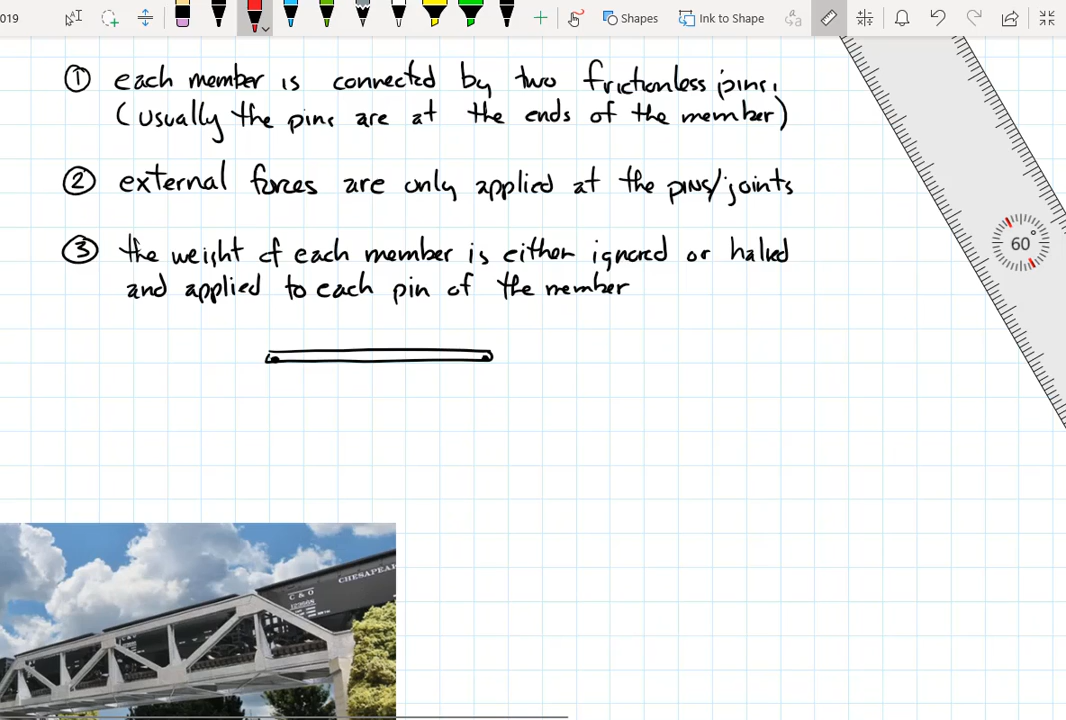 019
Shapes
Ink to Shape
① each member is connected by two frictionless pins.
(usually the pins are at the ends of the member)
② external forces are only applied at the pins/joints
60°
③ the weight of each member is either ignored or halved
and applied to each pin of the member
CHESAPEAK
C & O